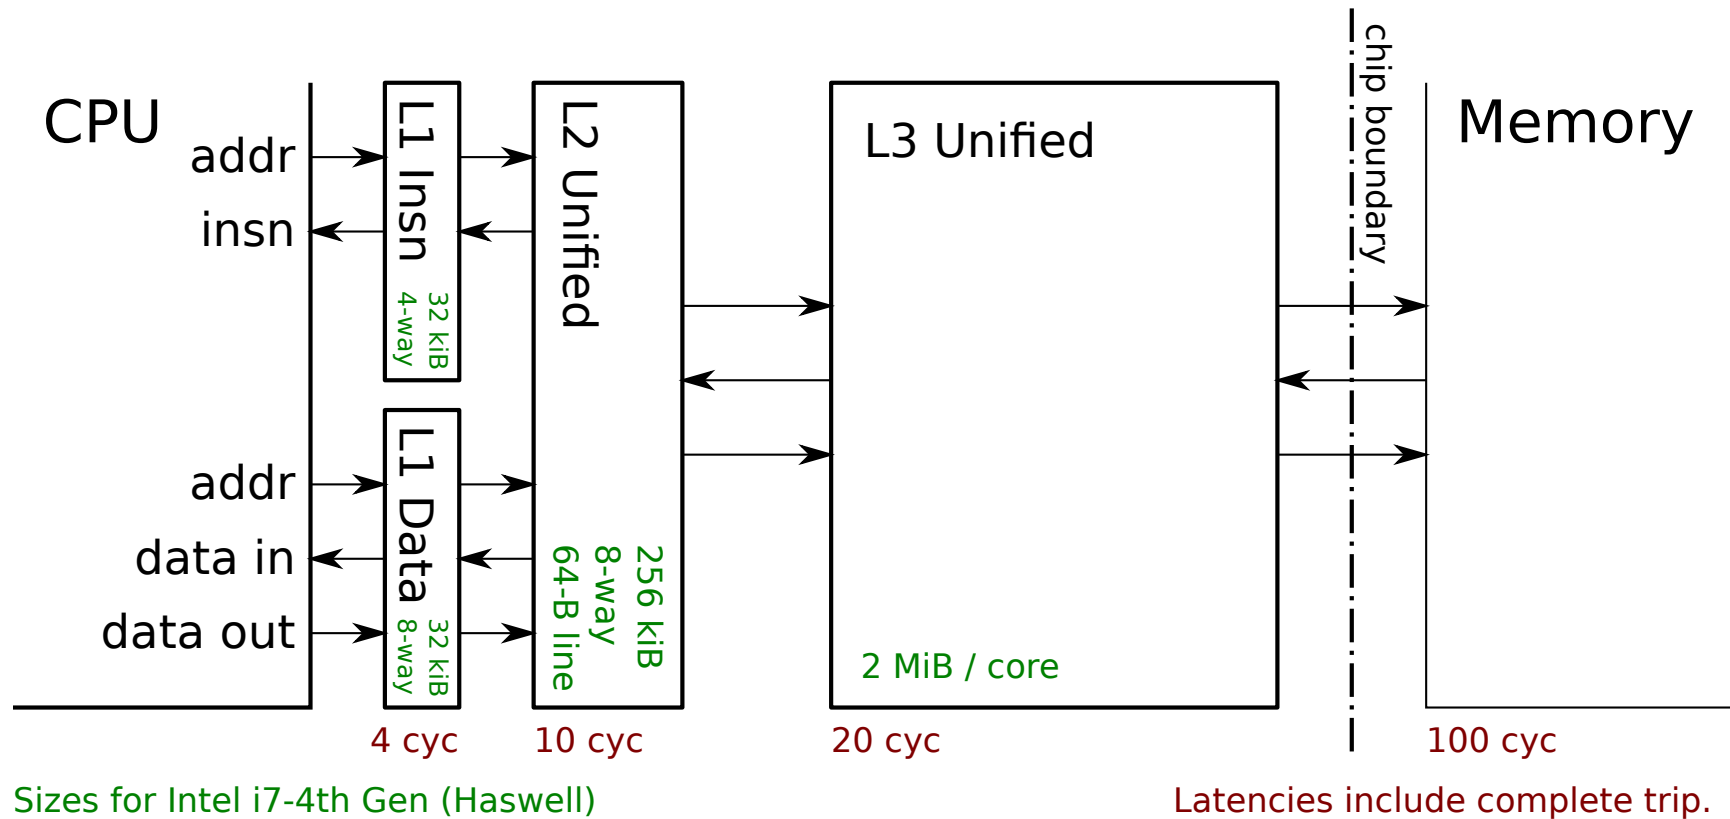 CPU
addr
insn
addr
data in
data out
L1 Insn
32 kiB
4-way
L1 Data
32 kiB
8-way
4 cyc
L2 Unified
256 kiB
8-way
64-B line
10 cyc
L3 Unified
2 MiB / core
20 cyc
chip boundary
Memory
100 cyc
Sizes for Intel i7-4th Gen (Haswell)
Latencies include complete trip.